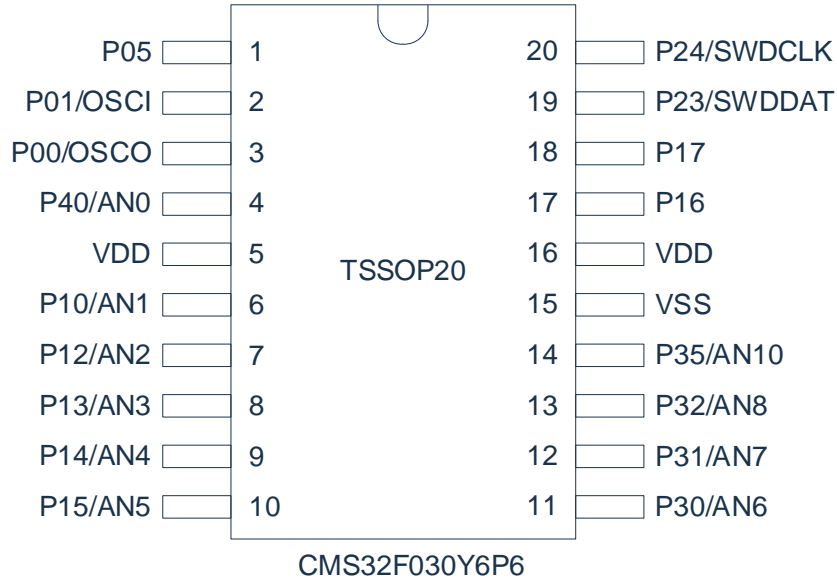 P05 1 20 P24/SWDCLK
P01/OSCI 2 19 P23/SWDDAT
P00/OSCO 3 18 P17
P40/AN0 4 17 P16
VDD 5 16 VDD
TSSOP20
P10/AN1 6 15 VSS
P12/AN2 7 14 P35/AN10
P13/AN3 8 13 P32/AN8
P14/AN4 9 12 P31/AN7
P15/AN5 10 11 P30/AN6
CMS32F030Y6P6